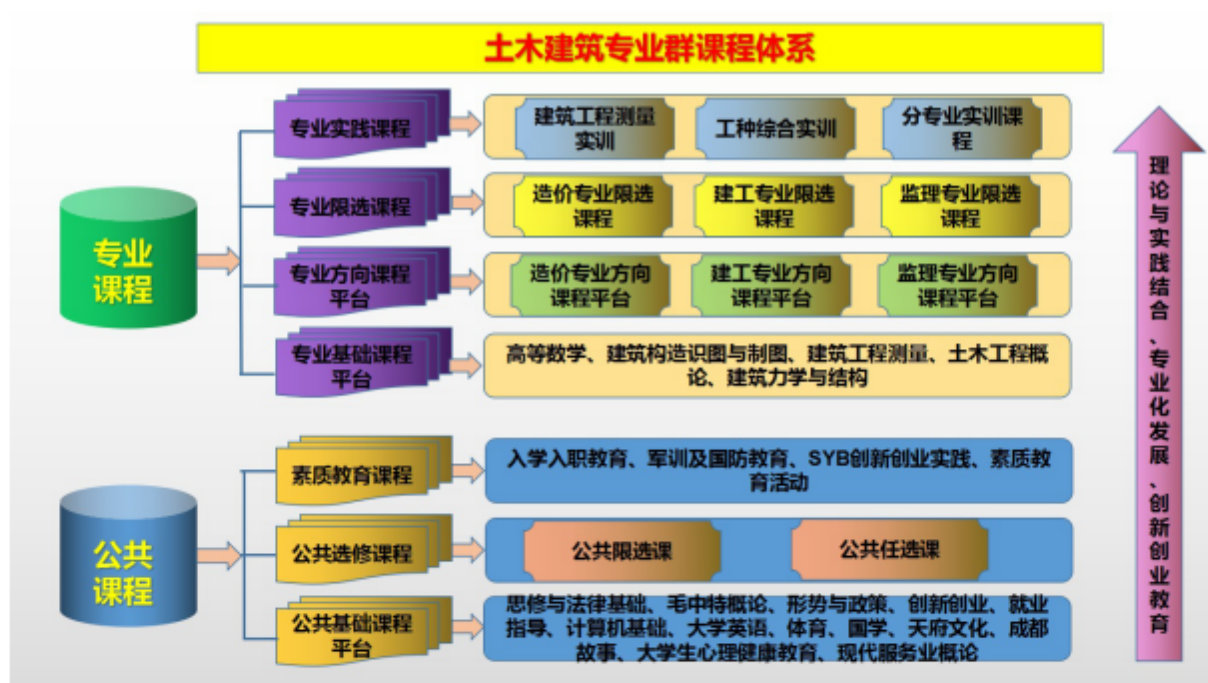 土木建筑专业群课程体系
专业
课程
专业实践课程
建筑工程测量
实训
工种综合实训
分专业实训课
程
专业限选课程
造价专业限选
课程
建工专业限选
课程
监理专业限选
课程
专业方向课程
平台
造价专业方向
课程平台
建工专业方向
课程平台
监理专业方向
课程平台
专业基础课程
平台
高等数学、建筑构造识图与制图、建筑工程测量、土木工程概
论、建筑力学与结构
公共
课程
素质教育课程
入学入职教育、军训及国防教育、SYB创新创业实践、素质教
育活动
公共选修课程
公共限选课
公共任选课
公共基础课程
平台
思修与法律基础、毛中特概论、形势与政策、创新创业、就业
指导、计算机基础、大学英语、体育、国学、天府文化、成都
故事、大学生心理健康教育、现代服务业概论
理论与实践结合、专业化发展、创新创业教育